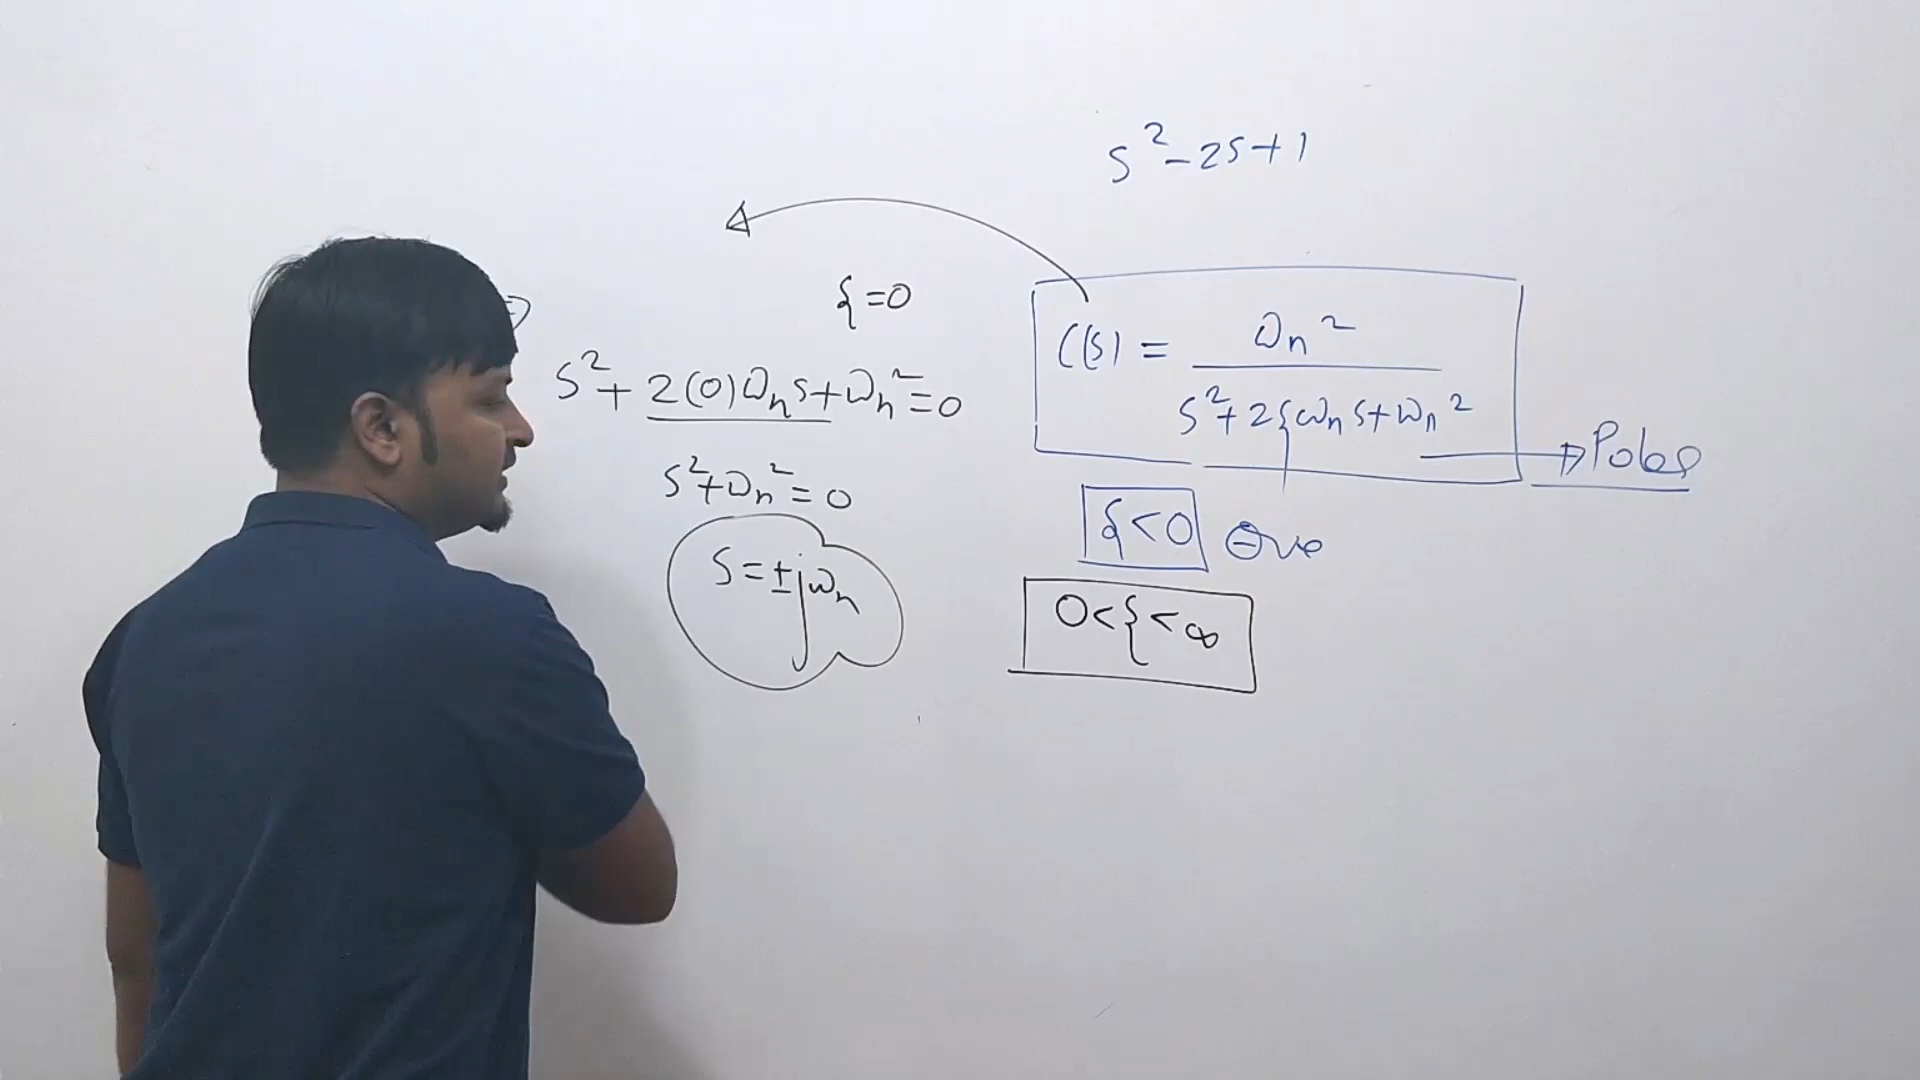 s² - 2s + 1
ξ = 0
s² + 2(0)ωₙs + ωₙ² = 0
s² + ωₙ² = 0
s = ± jωₙ
C(s) = ωₙ² / s² + 2ξωₙs + ωₙ²
Poles
ξ < 0 ⊖ve
0 < ξ < ∞